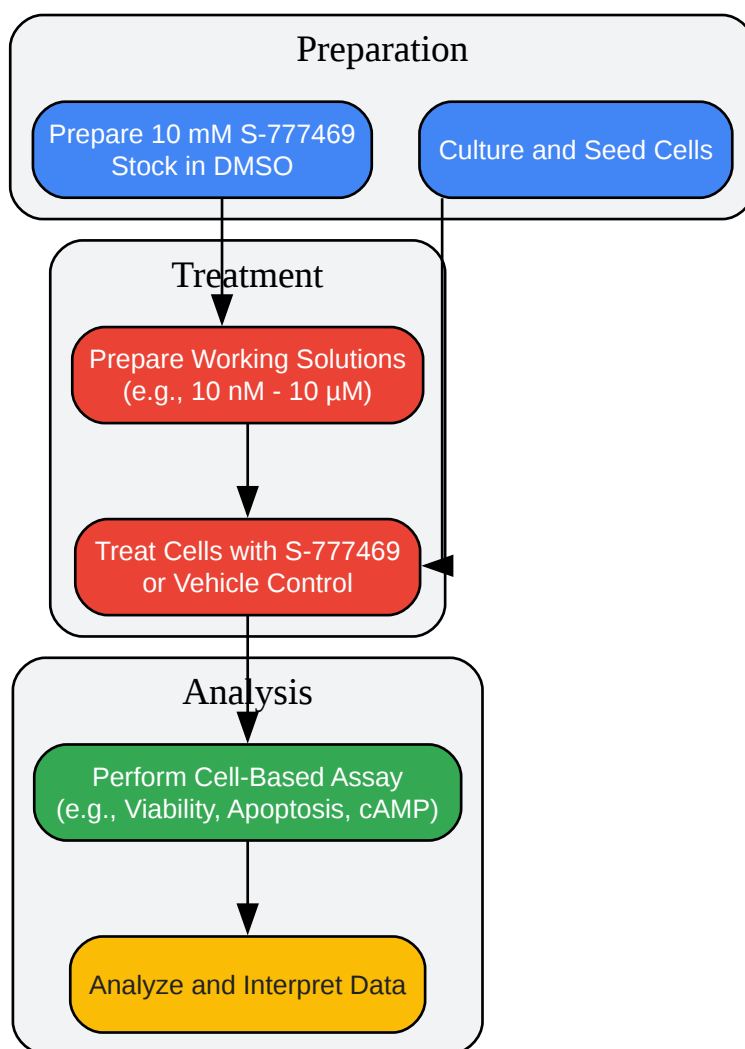 Preparation
Prepare 10 mM S-777469
Stock in DMSO
Culture and Seed Cells
Treatment
Prepare Working Solutions
(e.g., 10 nM - 10 µM)
Treat Cells with S-777469
or Vehicle Control
Analysis
Perform Cell-Based Assay
(e.g., Viability, Apoptosis, cAMP)
Analyze and Interpret Data